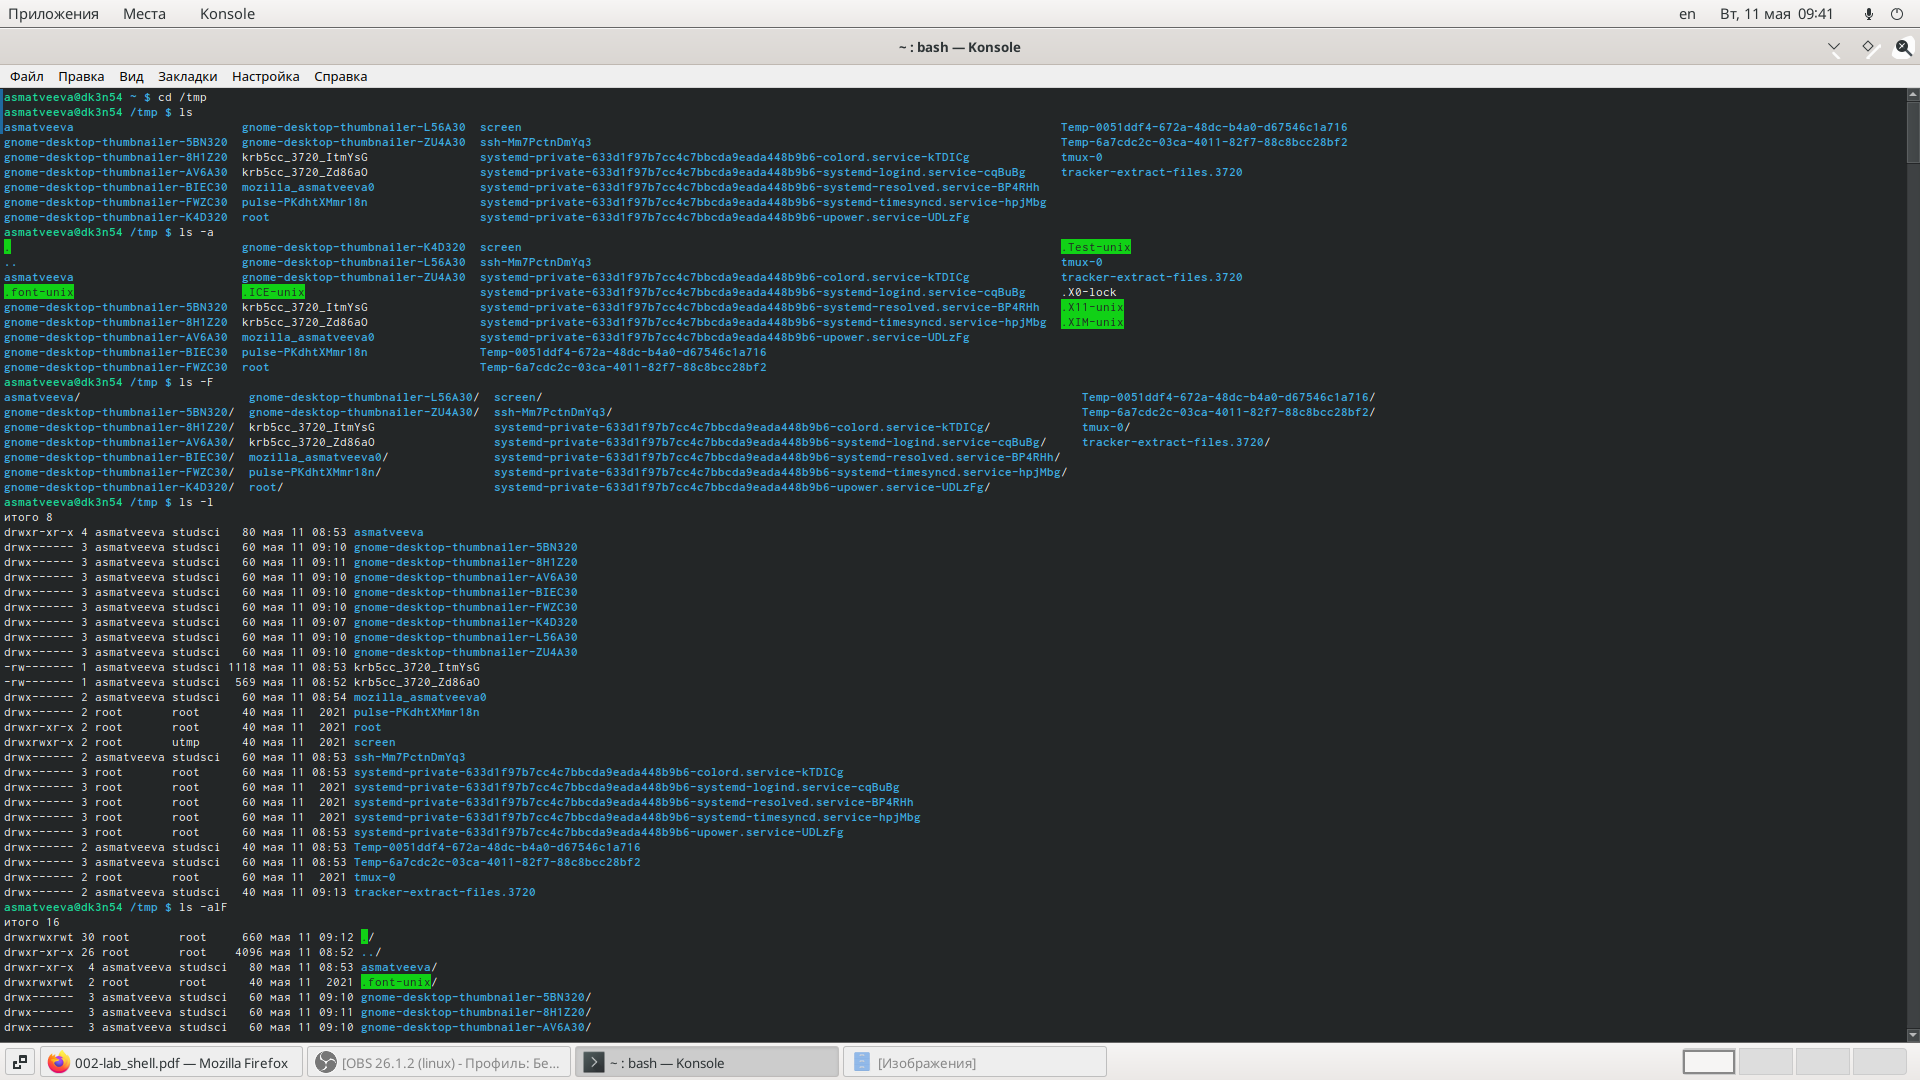 Приложения Места Konsole en Вт, 11 мая 09:41
~ : bash — Konsole
Файл Правка Вид Закладки Настройка Справка
asmatveeva@dk3n54 ~ $ cd /tmp
asmatveeva@dk3n54 /tmp $ ls
asmatveeva gnome-desktop-thumbnailer-L56A30 screen Temp-0051ddf4-672a-48dc-b4a0-d67546c1a716
gnome-desktop-thumbnailer-5BN320 gnome-desktop-thumbnailer-ZU4A30 ssh-Mm7PctnDmYq3 Temp-6a7cdc2c-03ca-4011-82f7-88c8bcc28bf2
gnome-desktop-thumbnailer-8H1Z20 krb5cc_3720_ItmYsG systemd-private-633d1f97b7cc4c7bbcda9eada448b9b6-colord.service-kTDICg tmux-0
gnome-desktop-thumbnailer-AV6A30 krb5cc_3720_Zd86aO systemd-private-633d1f97b7cc4c7bbcda9eada448b9b6-systemd-logind.service-cqBuBg tracker-extract-files.3720
gnome-desktop-thumbnailer-BIEC30 mozilla_asmatveeva0 systemd-private-633d1f97b7cc4c7bbcda9eada448b9b6-systemd-resolved.service-BP4RHh
gnome-desktop-thumbnailer-FWZC30 pulse-PKdhtXMmr18n systemd-private-633d1f97b7cc4c7bbcda9eada448b9b6-systemd-timesyncd.service-hpjMbg
gnome-desktop-thumbnailer-K4D320 root systemd-private-633d1f97b7cc4c7bbcda9eada448b9b6-upower.service-UDLzFg
asmatveeva@dk3n54 /tmp $ ls -a
. gnome-desktop-thumbnailer-K4D320 screen .Test-unix
.. gnome-desktop-thumbnailer-L56A30 ssh-Mm7PctnDmYq3 tmux-0
asmatveeva gnome-desktop-thumbnailer-ZU4A30 systemd-private-633d1f97b7cc4c7bbcda9eada448b9b6-colord.service-kTDICg tracker-extract-files.3720
.font-unix .ICE-unix systemd-private-633d1f97b7cc4c7bbcda9eada448b9b6-systemd-logind.service-cqBuBg .X0-lock
gnome-desktop-thumbnailer-5BN320 krb5cc_3720_ItmYsG systemd-private-633d1f97b7cc4c7bbcda9eada448b9b6-systemd-resolved.service-BP4RHh .X11-unix
gnome-desktop-thumbnailer-8H1Z20 krb5cc_3720_Zd86aO systemd-private-633d1f97b7cc4c7bbcda9eada448b9b6-systemd-timesyncd.service-hpjMbg .XIM-unix
gnome-desktop-thumbnailer-AV6A30 mozilla_asmatveeva0 systemd-private-633d1f97b7cc4c7bbcda9eada448b9b6-upower.service-UDLzFg
gnome-desktop-thumbnailer-BIEC30 pulse-PKdhtXMmr18n Temp-0051ddf4-672a-48dc-b4a0-d67546c1a716
gnome-desktop-thumbnailer-FWZC30 root Temp-6a7cdc2c-03ca-4011-82f7-88c8bcc28bf2
asmatveeva@dk3n54 /tmp $ ls -F
asmatveeva/ gnome-desktop-thumbnailer-L56A30/ screen/ Temp-0051ddf4-672a-48dc-b4a0-d67546c1a716/
gnome-desktop-thumbnailer-5BN320/ gnome-desktop-thumbnailer-ZU4A30/ ssh-Mm7PctnDmYq3/ Temp-6a7cdc2c-03ca-4011-82f7-88c8bcc28bf2/
gnome-desktop-thumbnailer-8H1Z20/ krb5cc_3720_ItmYsG systemd-private-633d1f97b7cc4c7bbcda9eada448b9b6-colord.service-kTDICg/ tmux-0/
gnome-desktop-thumbnailer-AV6A30/ krb5cc_3720_Zd86aO systemd-private-633d1f97b7cc4c7bbcda9eada448b9b6-systemd-logind.service-cqBuBg/ tracker-extract-files.3720/
gnome-desktop-thumbnailer-BIEC30/ mozilla_asmatveeva0/ systemd-private-633d1f97b7cc4c7bbcda9eada448b9b6-systemd-resolved.service-BP4RHh/
gnome-desktop-thumbnailer-FWZC30/ pulse-PKdhtXMmr18n/ systemd-private-633d1f97b7cc4c7bbcda9eada448b9b6-systemd-timesyncd.service-hpjMbg/
gnome-desktop-thumbnailer-K4D320/ root/ systemd-private-633d1f97b7cc4c7bbcda9eada448b9b6-upower.service-UDLzFg/
asmatveeva@dk3n54 /tmp $ ls -l
итого 8
drwxr-xr-x 4 asmatveeva studsci 80 мая 11 08:53 asmatveeva
drwx------ 3 asmatveeva studsci 60 мая 11 09:10 gnome-desktop-thumbnailer-5BN320
drwx------ 3 asmatveeva studsci 60 мая 11 09:11 gnome-desktop-thumbnailer-8H1Z20
drwx------ 3 asmatveeva studsci 60 мая 11 09:10 gnome-desktop-thumbnailer-AV6A30
drwx------ 3 asmatveeva studsci 60 мая 11 09:10 gnome-desktop-thumbnailer-BIEC30
drwx------ 3 asmatveeva studsci 60 мая 11 09:10 gnome-desktop-thumbnailer-FWZC30
drwx------ 3 asmatveeva studsci 60 мая 11 09:07 gnome-desktop-thumbnailer-K4D320
drwx------ 3 asmatveeva studsci 60 мая 11 09:10 gnome-desktop-thumbnailer-L56A30
drwx------ 3 asmatveeva studsci 60 мая 11 09:10 gnome-desktop-thumbnailer-ZU4A30
-rw------- 1 asmatveeva studsci 1118 мая 11 08:53 krb5cc_3720_ItmYsG
-rw------- 1 asmatveeva studsci 569 мая 11 08:52 krb5cc_3720_Zd86aO
drwx------ 2 asmatveeva studsci 60 мая 11 08:54 mozilla_asmatveeva0
drwx------ 2 root root 40 мая 11 2021 pulse-PKdhtXMmr18n
drwxr-xr-x 2 root root 40 мая 11 2021 root
drwxrwxr-x 2 root utmp 40 мая 11 2021 screen
drwx------ 2 asmatveeva studsci 60 мая 11 08:53 ssh-Mm7PctnDmYq3
drwx------ 3 root root 60 мая 11 08:53 systemd-private-633d1f97b7cc4c7bbcda9eada448b9b6-colord.service-kTDICg
drwx------ 3 root root 60 мая 11 2021 systemd-private-633d1f97b7cc4c7bbcda9eada448b9b6-systemd-logind.service-cqBuBg
drwx------ 3 root root 60 мая 11 2021 systemd-private-633d1f97b7cc4c7bbcda9eada448b9b6-systemd-resolved.service-BP4RHh
drwx------ 3 root root 60 мая 11 2021 systemd-private-633d1f97b7cc4c7bbcda9eada448b9b6-systemd-timesyncd.service-hpjMbg
drwx------ 3 root root 60 мая 11 08:53 systemd-private-633d1f97b7cc4c7bbcda9eada448b9b6-upower.service-UDLzFg
drwx------ 2 asmatveeva studsci 40 мая 11 08:53 Temp-0051ddf4-672a-48dc-b4a0-d67546c1a716
drwx------ 3 asmatveeva studsci 60 мая 11 08:53 Temp-6a7cdc2c-03ca-4011-82f7-88c8bcc28bf2
drwx------ 2 root root 60 мая 11 2021 tmux-0
drwx------ 2 asmatveeva studsci 40 мая 11 09:13 tracker-extract-files.3720
asmatveeva@dk3n54 /tmp $ ls -alF
итого 16
drwxrwxrwt 30 root root 660 мая 11 09:12 ./
drwxr-xr-x 26 root root 4096 мая 11 08:52 ../
drwxr-xr-x 4 asmatveeva studsci 80 мая 11 08:53 asmatveeva/
drwxrwxrwt 2 root root 40 мая 11 2021 .font-unix/
drwx------ 3 asmatveeva studsci 60 мая 11 09:10 gnome-desktop-thumbnailer-5BN320/
drwx------ 3 asmatveeva studsci 60 мая 11 09:11 gnome-desktop-thumbnailer-8H1Z20/
drwx------ 3 asmatveeva studsci 60 мая 11 09:10 gnome-desktop-thumbnailer-AV6A30/
002-lab_shell.pdf — Mozilla Firefox [OBS 26.1.2 (linux) - Профиль: Бе... ~ : bash — Konsole [Изображения]